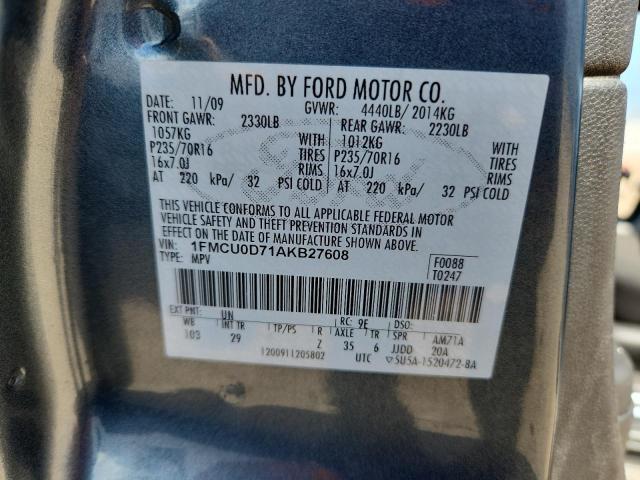 MFD. BY FORD MOTOR CO.
DATE: 11/09 GVWR: 4440LB/ 2014KG
FRONT GAWR: 2330LB REAR GAWR: 2230LB
1057KG WITH 1012KG WITH
P235/70R16 TIRES P235/70R16 TIRES
16x7.0J RIMS 16x7.0J RIMS
AT 220 kPa/ 32 PSI COLD AT 220 kPa/ 32 PSI COLD
THIS VEHICLE CONFORMS TO ALL APPLICABLE FEDERAL MOTOR
VEHICLE SAFETY AND THEFT PREVENTION STANDARDS IN
EFFECT ON THE DATE OF MANUFACTURE SHOWN ABOVE.
VIN: 1FMCU0D71AKB27608
TYPE: MPV
F0088
T0247
EXT PNT: UN RC: 9E DSO:
WB INT TR TP/PS R AXLE TR SPR AM71A
103 29 Z 35 6 JJDD 20A
1200911205802 UTC 5U5A-1520472-8A